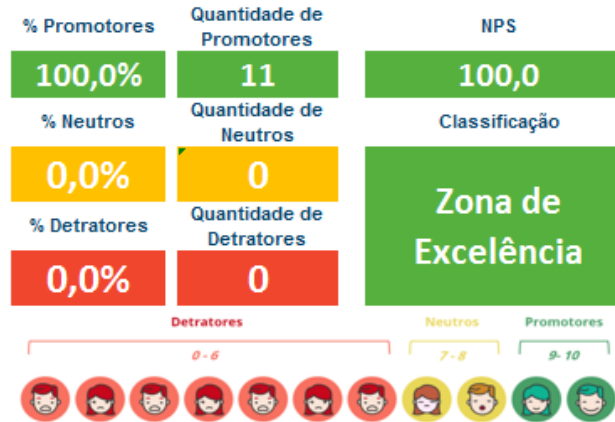 % Promotores
Quantidade de
Promotores
NPS
100,0%
11
100,0
% Neutros
Quantidade de
Neutros
Classificação
0,0%
0
Zona de
Excelência
% Detratores
Quantidade de
Detratores
0,0%
0
Detratores
Neutros
Promotores
0 - 6
7 - 8
9- 10